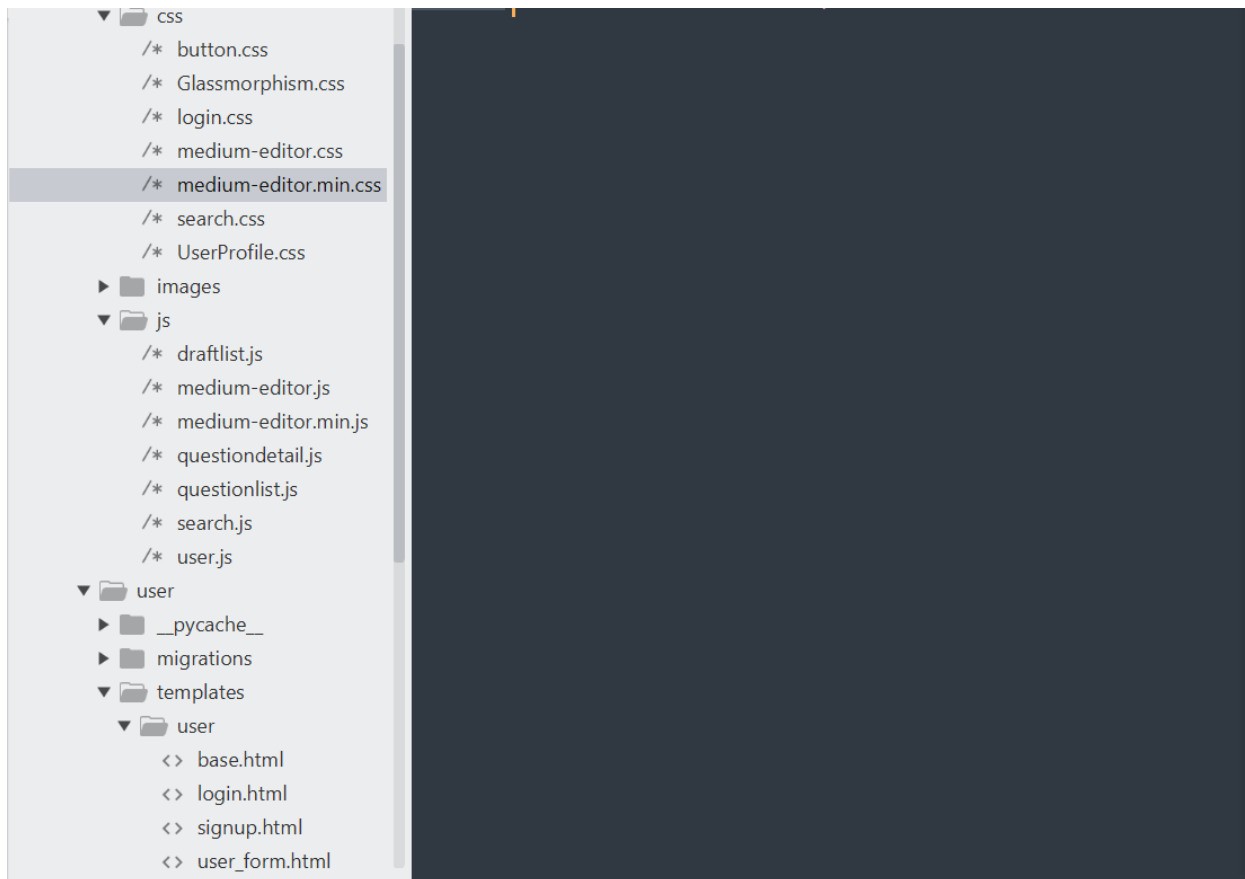 css
/* button.css
/* Glassmorphism.css
/* login.css
/* medium-editor.css
/* medium-editor.min.css
/* search.css
/* UserProfile.css
images
js
/* draftlist.js
/* medium-editor.js
/* medium-editor.min.js
/* questiondetail.js
/* questionlist.js
/* search.js
/* user.js
user
__pycache__
migrations
templates
user
<> base.html
<> login.html
<> signup.html
<> user_form.html